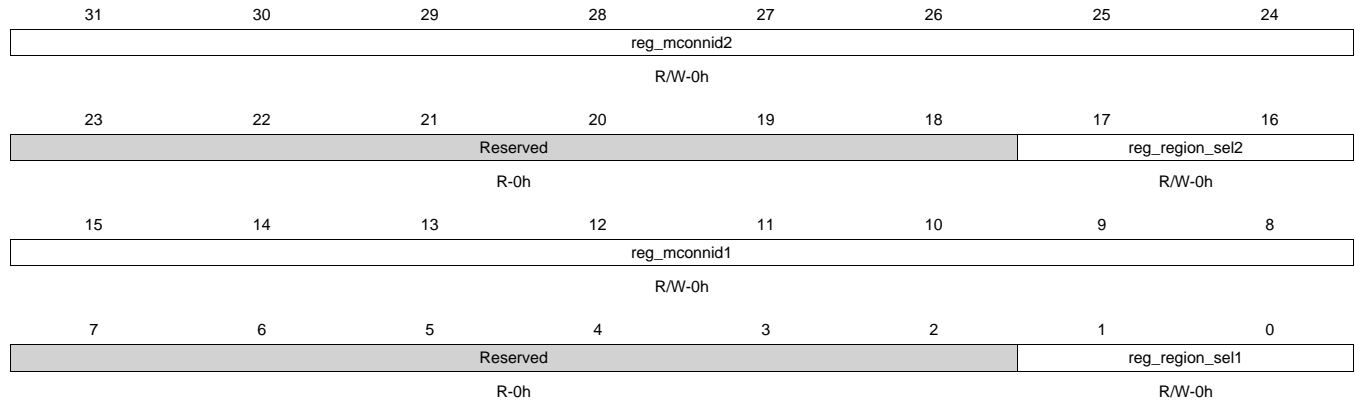 31 30 29 28 27 26 25 24
reg_mconnid2
R/W-0h
23 22 21 20 19 18 17 16
Reserved reg_region_sel2
R-0h R/W-0h
15 14 13 12 11 10 9 8
reg_mconnid1
R/W-0h
7 6 5 4 3 2 1 0
Reserved reg_region_sel1
R-0h R/W-0h